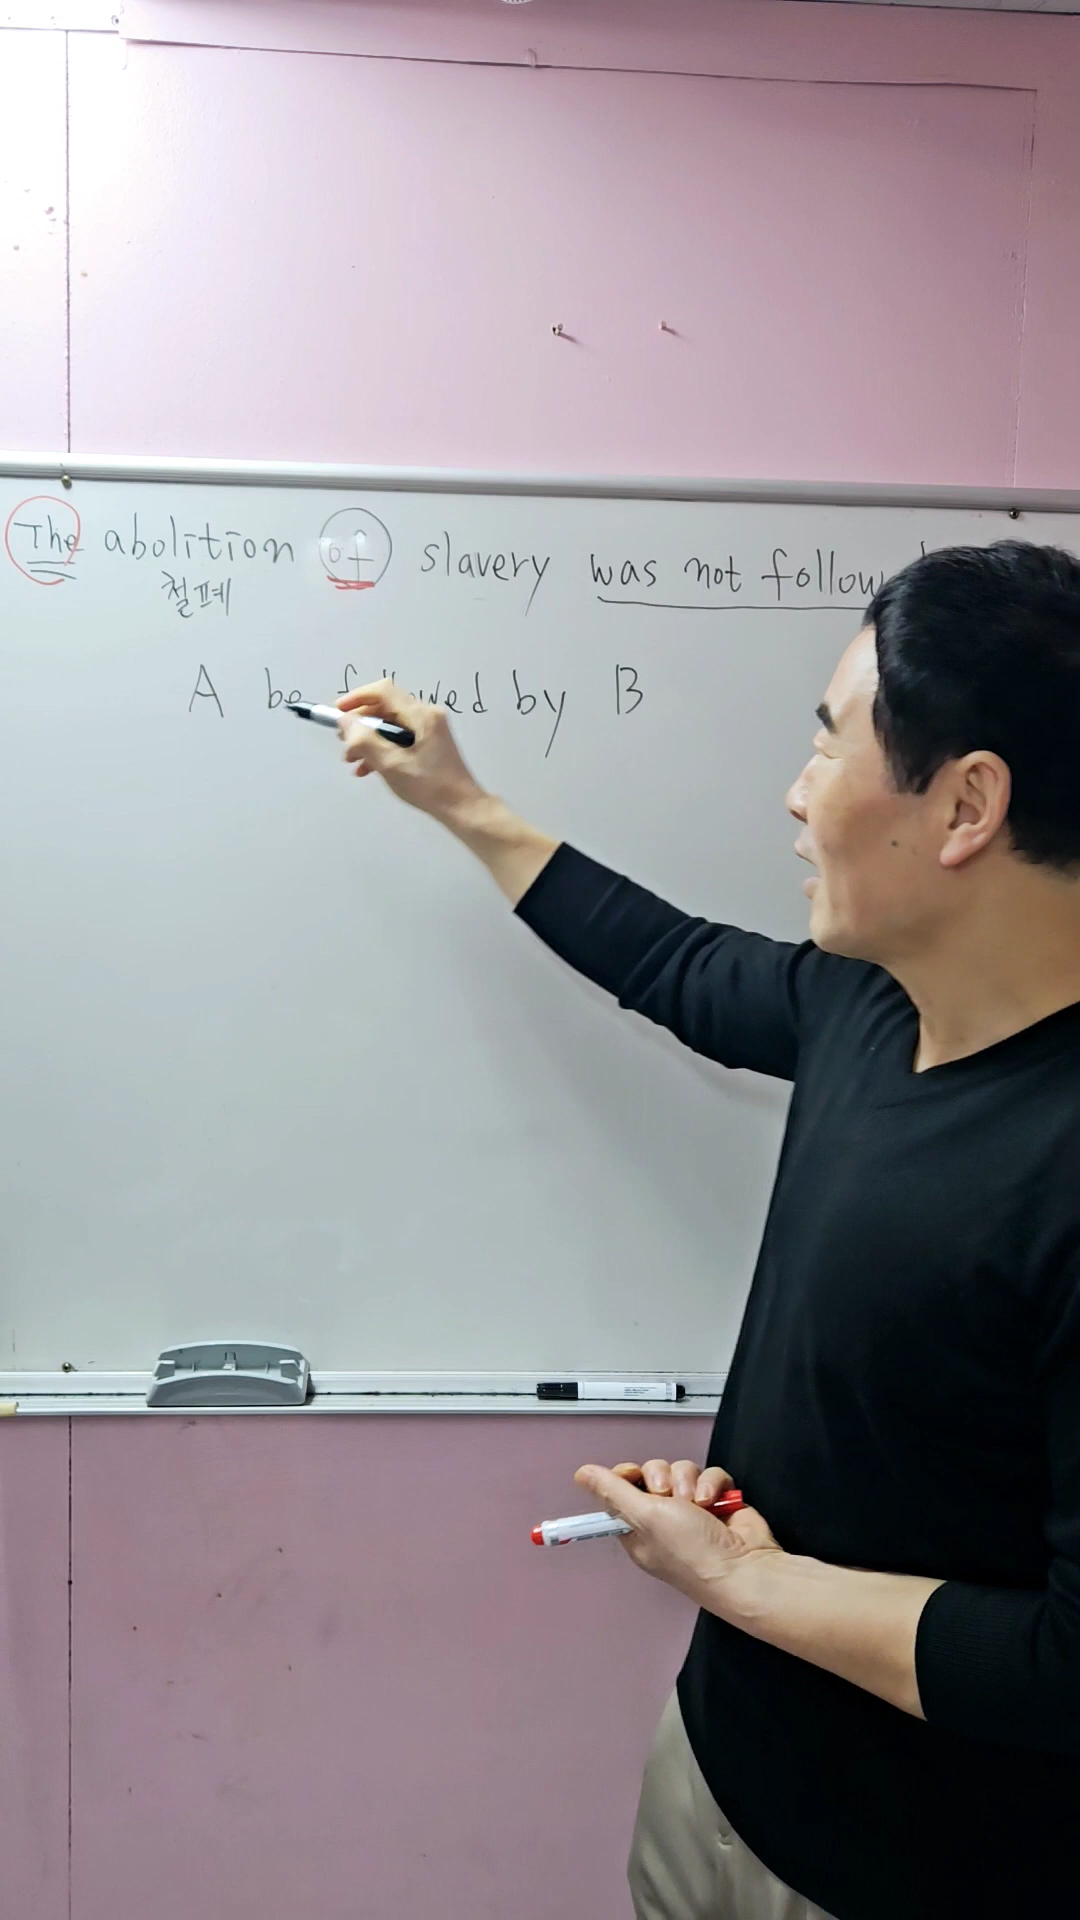 The abolition of slavery was not follow
철폐
A be followed by B